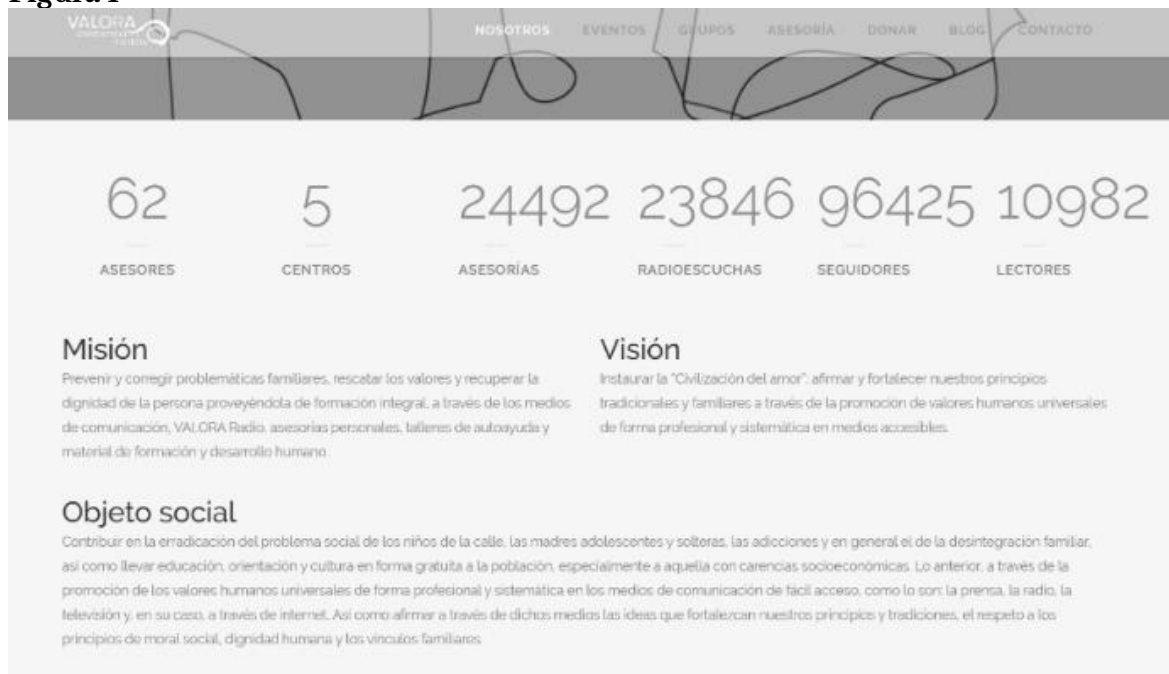 Figura I
VALORA
NOSOTROS EVENTOS GRUPOS ASESORÍA DONAR BLOG CONTACTO
62 5 24492 23846 96425 10982
ASESORES CENTROS ASESORÍAS RADIOESCUCHAS SEGUIDORES LECTORES
Misión
Prevenir y corregir problemáticas familiares, rescatar los valores y recuperar la
dignidad de la persona proveyéndola de formación integral, a través de los medios
de comunicación, VALORA Radio, asesorías personales, talleres de autoayuda y
material de formación y desarrollo humano.
Visión
Instaurar la "Civilización del amor": afirmar y fortalecer nuestros principios
tradicionales y familiares a través de la promoción de valores humanos universales
de forma profesional y sistemática en medios accesibles.
Objeto social
Contribuir en la erradicación del problema social de los niños de la calle, las madres adolescentes y solteras, las adicciones y en general el de la desintegración familiar,
así como llevar educación, orientación y cultura en forma gratuita a la población, especialmente a aquella con carencias socioeconómicas. Lo anterior, a través de la
promoción de los valores humanos universales de forma profesional y sistemática en los medios de comunicación de fácil acceso, como lo son: la prensa, la radio, la
televisión y, en su caso, a través de internet. Así como afirmar a través de dichos medios las ideas que fortalezcan nuestros principios y tradiciones, el respeto a los
principios de moral social, dignidad humana y los vínculos familiares.